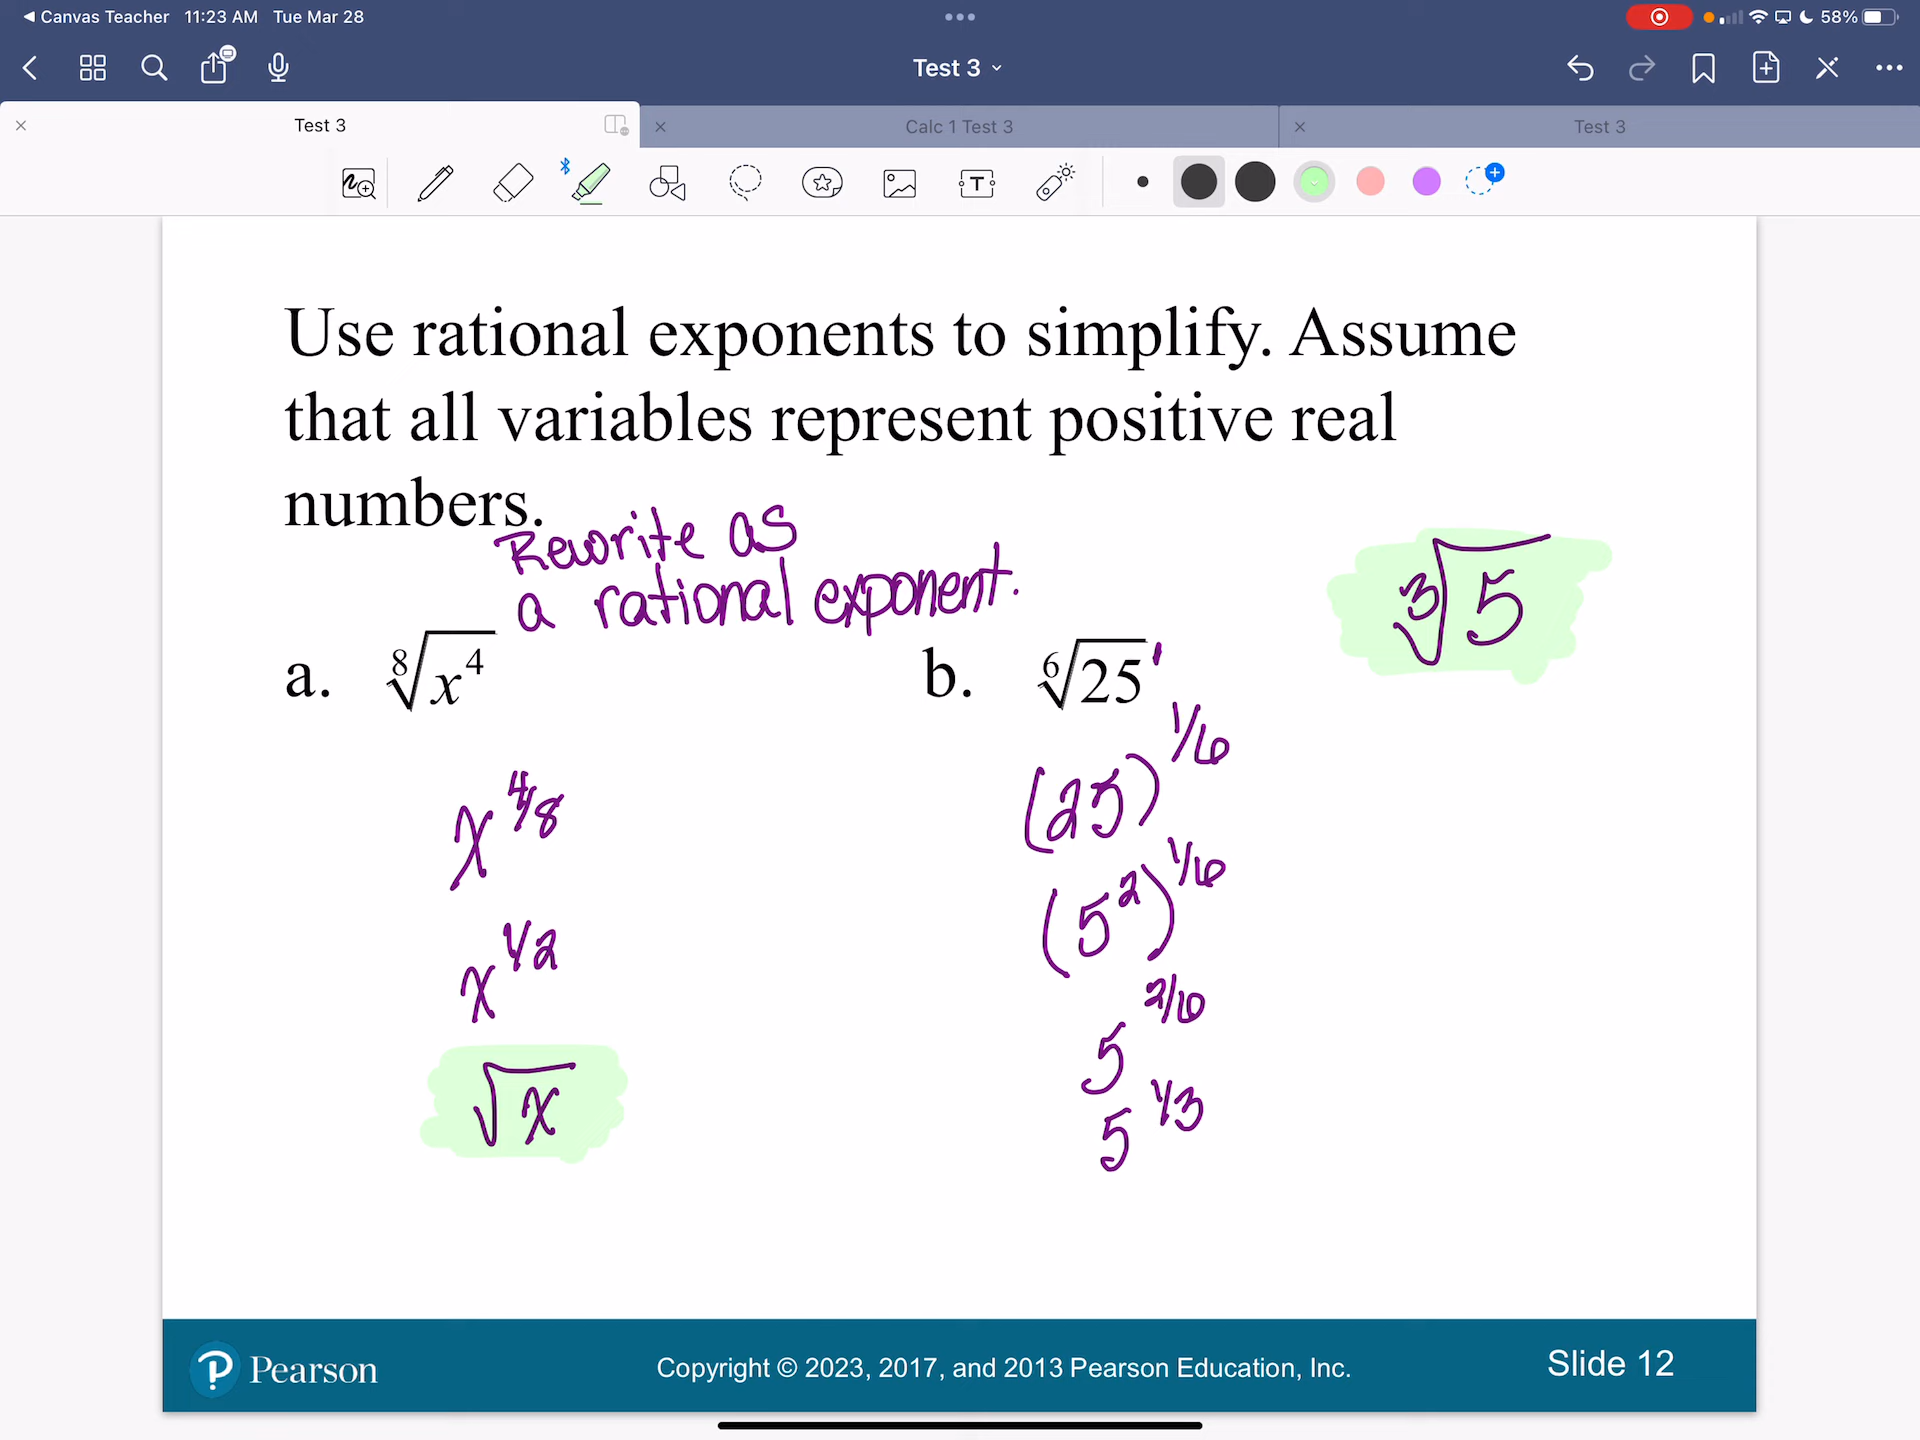 ◀ Canvas Teacher 11:23 AM Tue Mar 28
58%
Test 3
Test 3
Calc 1 Test 3
Test 3
T
Use rational exponents to simplify. Assume
that all variables represent positive real
numbers.
Rewrite as
a rational exponent.
∛5
a. ⁸√x⁴
b. ⁶√25¹
x^4/8
(25)^1/6
(5²)^1/6
x^1/2
5^2/6
√x
5^1/3
Pearson
Copyright © 2023, 2017, and 2013 Pearson Education, Inc.
Slide 12